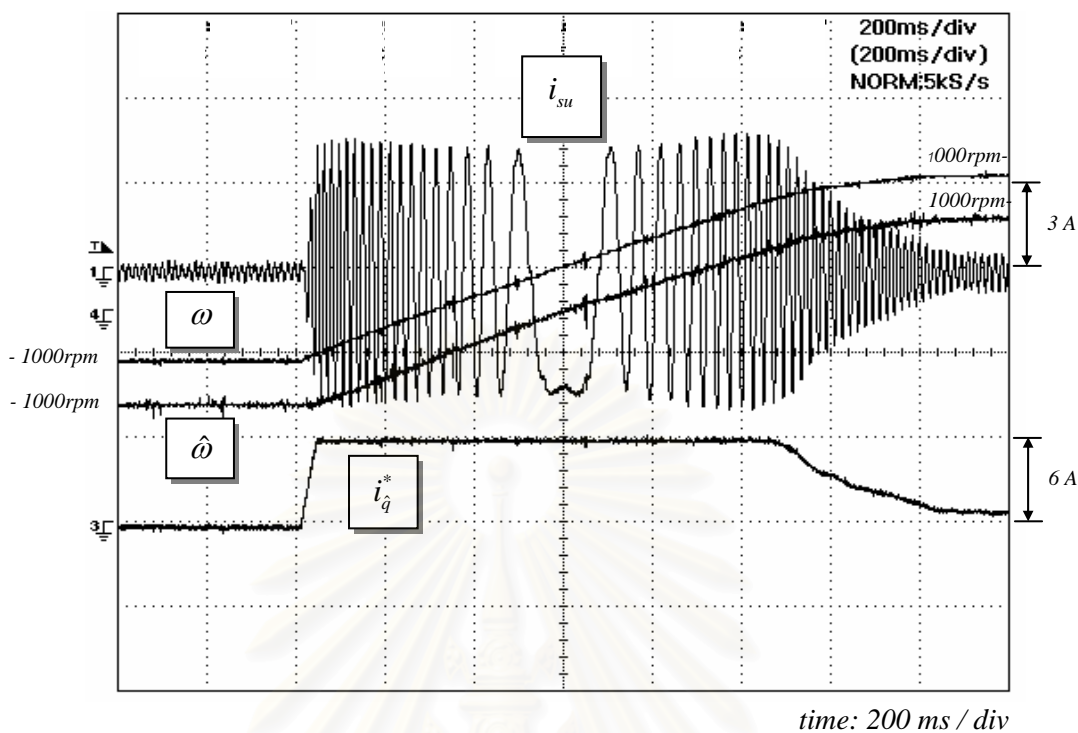 200ms/div
(200ms/div)
NORM:5kS/s
i_su
1000rpm-
1000rpm-
3 A
T
1
4
ω
- 1000rpm
- 1000rpm
ω̂
i*_q̂
6 A
3
time: 200 ms / div